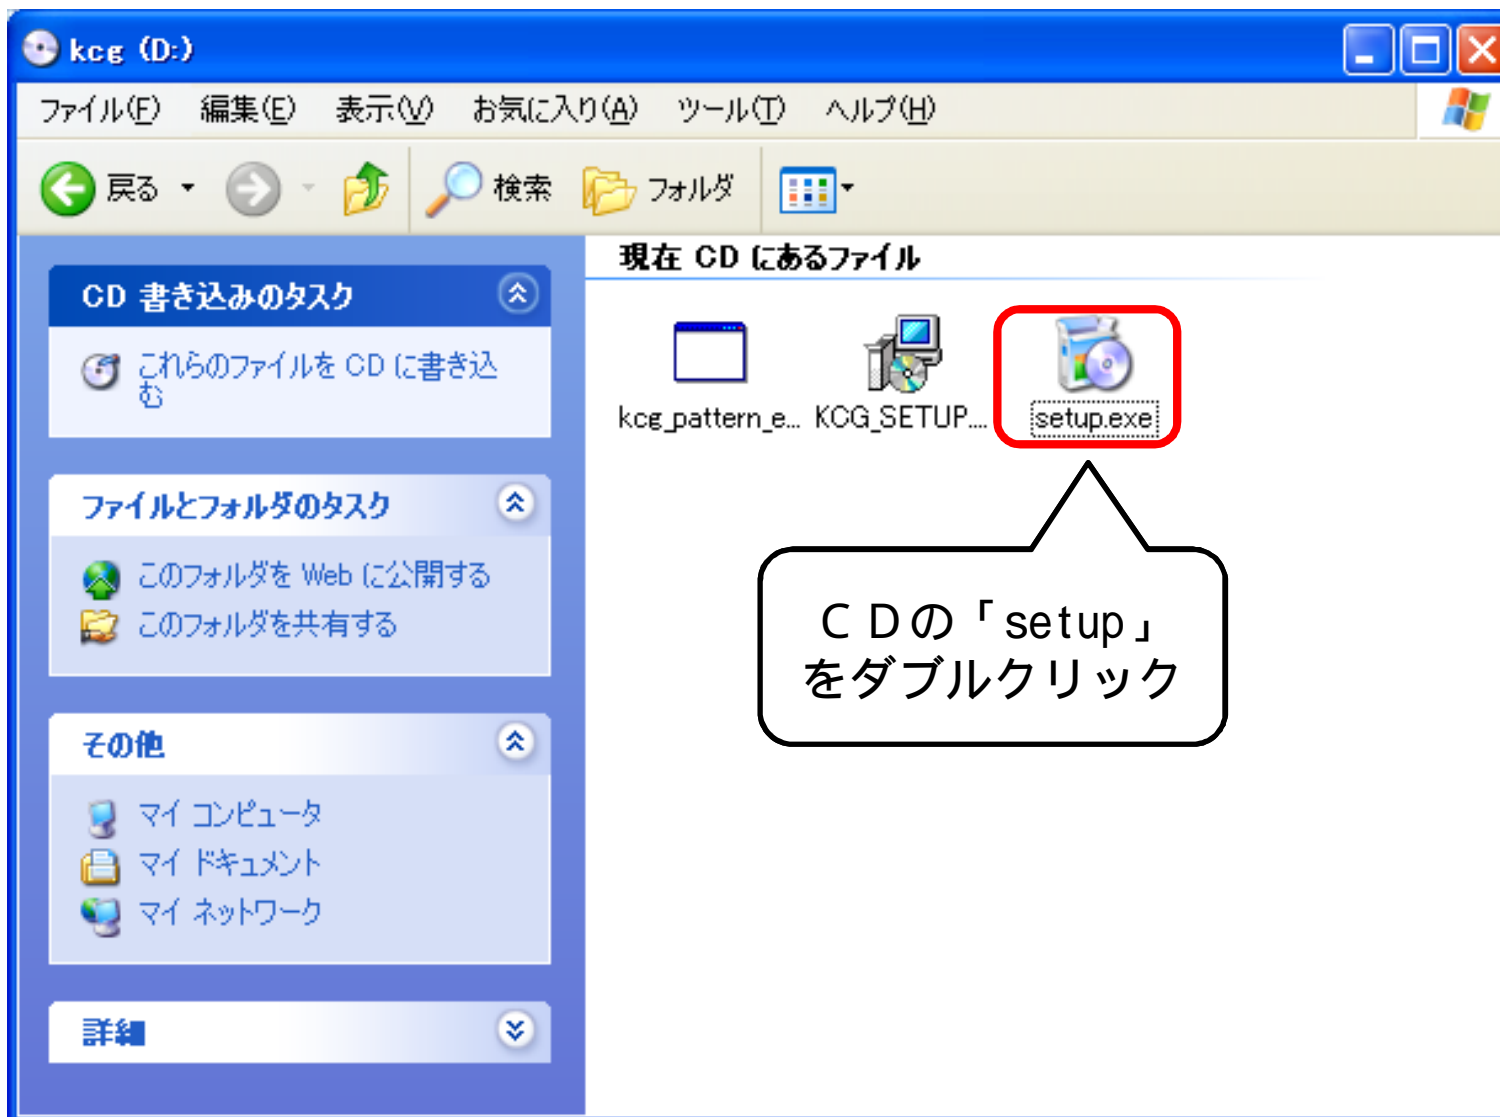 kcg (D:)
ファイル(F) 編集(E) 表示(V) お気に入り(A) ツール(T) ヘルプ(H)
戻る 検索 フォルダ
CD 書き込みのタスク
これらのファイルを CD に書き込
む
ファイルとフォルダのタスク
このフォルダを Web に公開する
このフォルダを共有する
その他
マイ コンピュータ
マイ ドキュメント
マイ ネットワーク
詳細
現在 CD にあるファイル
kcg_pattern_e... KCG_SETUP.... setup.exe
ＣＤの「setup」
をダブルクリック